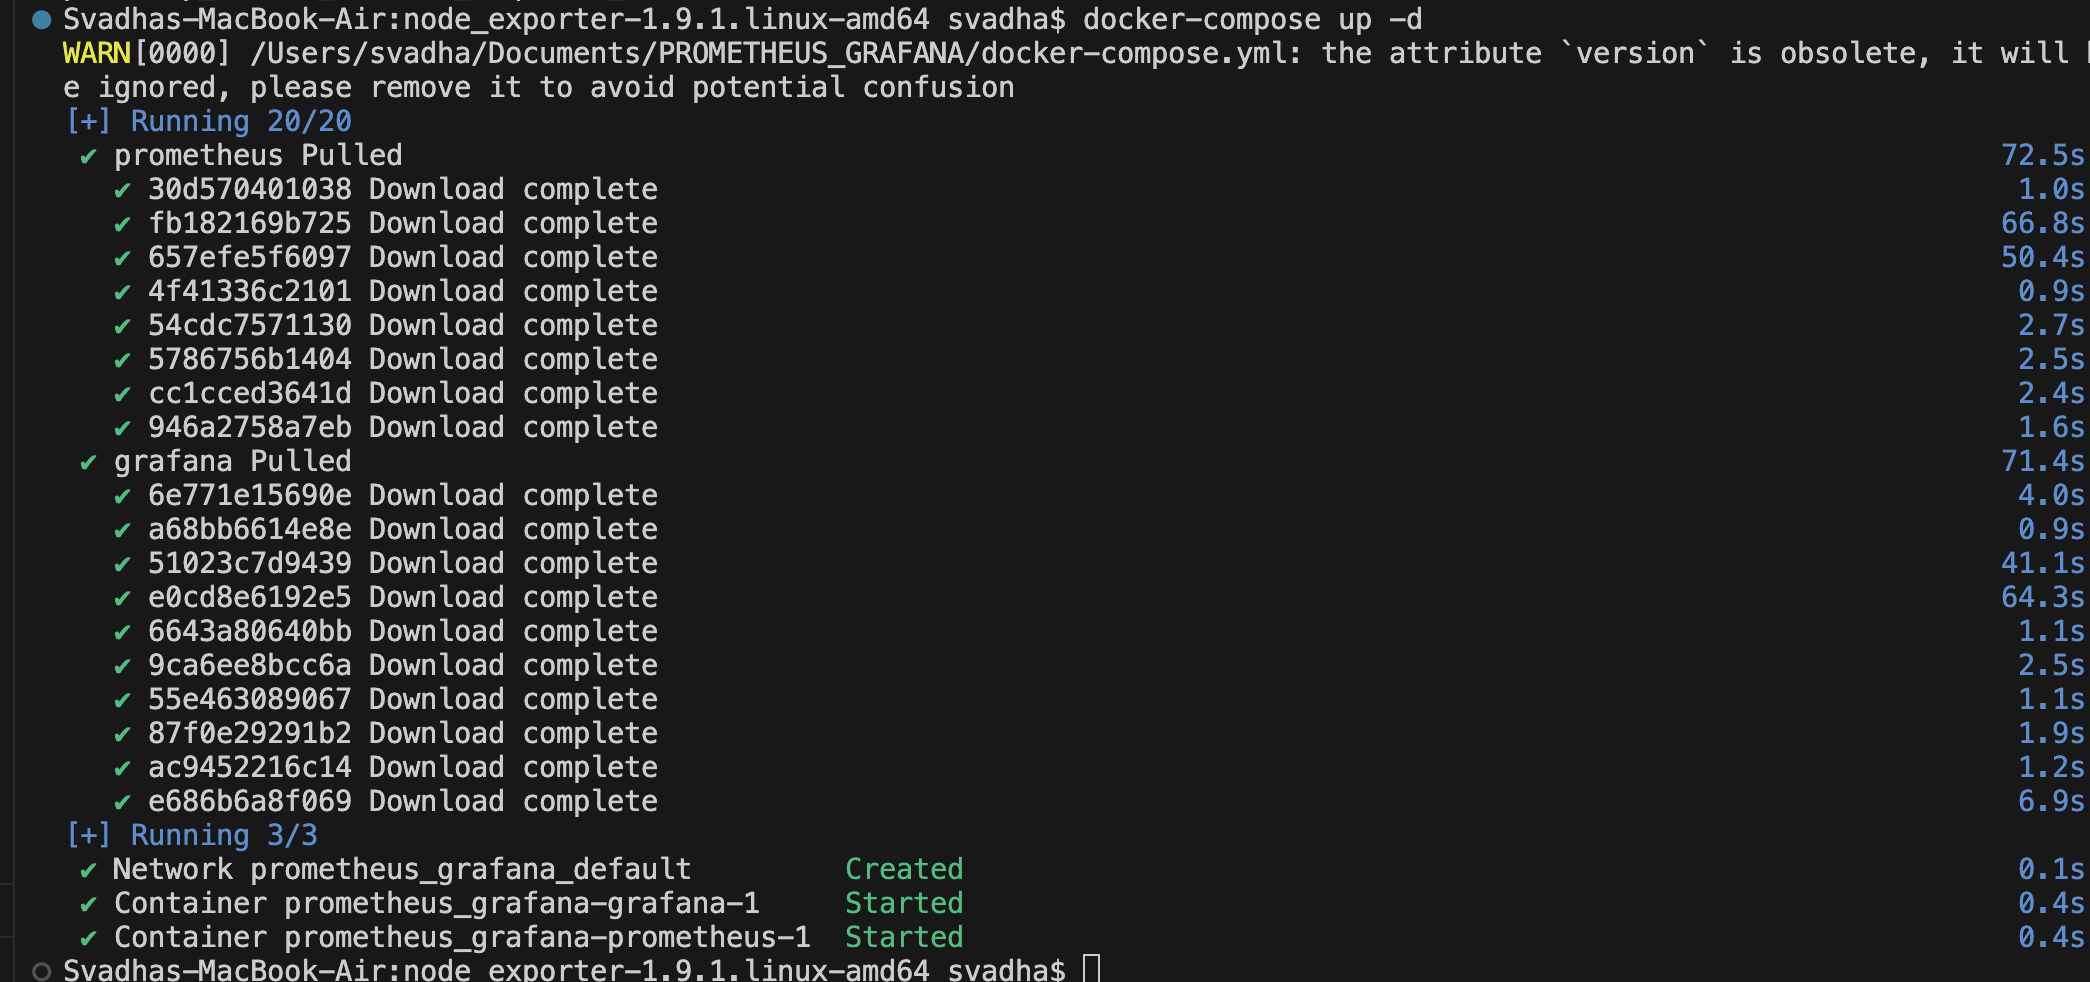 Svadhas-MacBook-Air:node_exporter-1.9.1.linux-amd64 svadha$ docker-compose up -d
WARN[0000] /Users/svadha/Documents/PROMETHEUS_GRAFANA/docker-compose.yml: the attribute `version` is obsolete, it will b
e ignored, please remove it to avoid potential confusion
[+] Running 20/20
✔ prometheus Pulled 72.5s
✔ 30d570401038 Download complete 1.0s
✔ fb182169b725 Download complete 66.8s
✔ 657efe5f6097 Download complete 50.4s
✔ 4f41336c2101 Download complete 0.9s
✔ 54cdc7571130 Download complete 2.7s
✔ 5786756b1404 Download complete 2.5s
✔ cc1cced3641d Download complete 2.4s
✔ 946a2758a7eb Download complete 1.6s
✔ grafana Pulled 71.4s
✔ 6e771e15690e Download complete 4.0s
✔ a68bb6614e8e Download complete 0.9s
✔ 51023c7d9439 Download complete 41.1s
✔ e0cd8e6192e5 Download complete 64.3s
✔ 6643a80640bb Download complete 1.1s
✔ 9ca6ee8bcc6a Download complete 2.5s
✔ 55e463089067 Download complete 1.1s
✔ 87f0e29291b2 Download complete 1.9s
✔ ac9452216c14 Download complete 1.2s
✔ e686b6a8f069 Download complete 6.9s
[+] Running 3/3
✔ Network prometheus_grafana_default Created 0.1s
✔ Container prometheus_grafana-grafana-1 Started 0.4s
✔ Container prometheus_grafana-prometheus-1 Started 0.4s
Svadhas-MacBook-Air:node_exporter-1.9.1.linux-amd64 svadha$